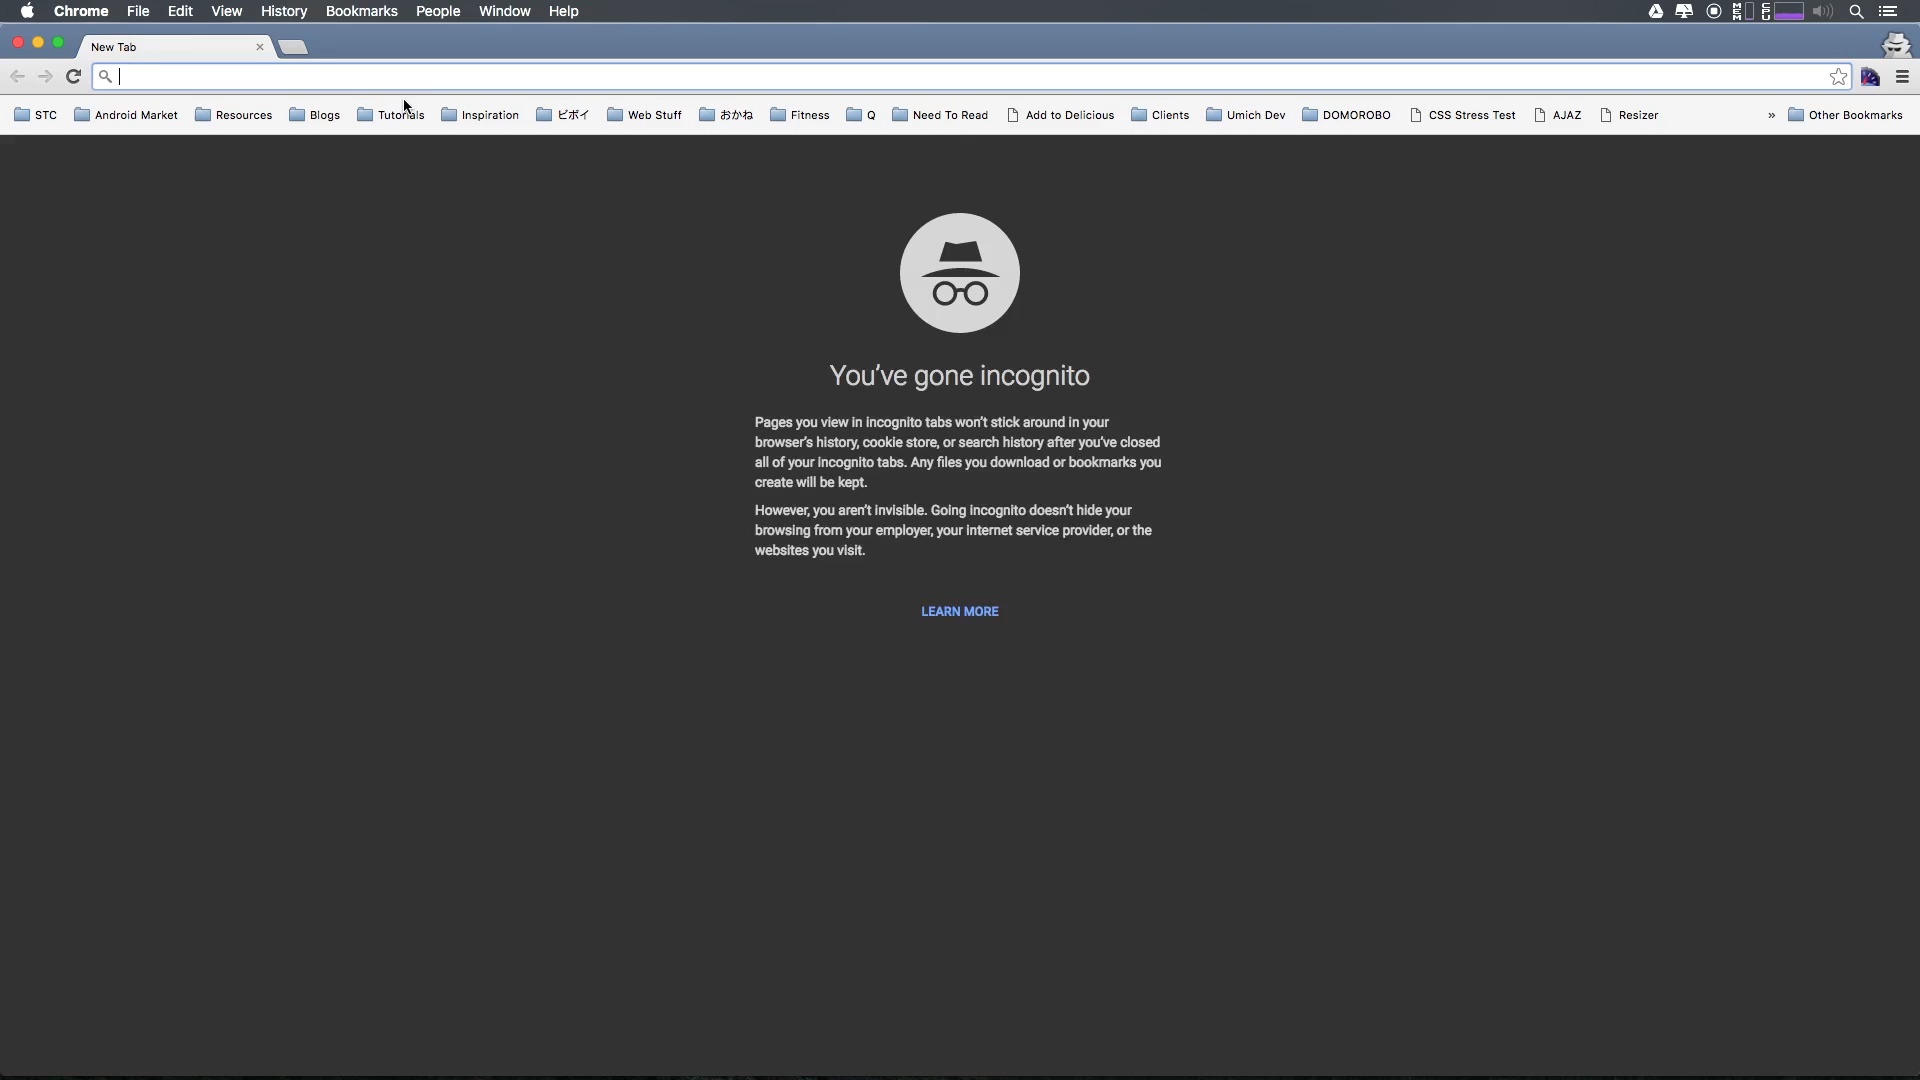 Chrome File Edit View History Bookmarks People Window Help MEM CPU
New Tab
STC Android Market Resources Blogs Tutorials Inspiration ビボイ Web Stuff おかね Fitness Q Need To Read Add to Delicious Clients Umich Dev DOMOROBO CSS Stress Test AJAZ Resizer » Other Bookmarks
You’ve gone incognito
Pages you view in incognito tabs won’t stick around in your
browser’s history, cookie store, or search history after you’ve closed
all of your incognito tabs. Any files you download or bookmarks you
create will be kept.
However, you aren’t invisible. Going incognito doesn’t hide your
browsing from your employer, your internet service provider, or the
websites you visit.
LEARN MORE